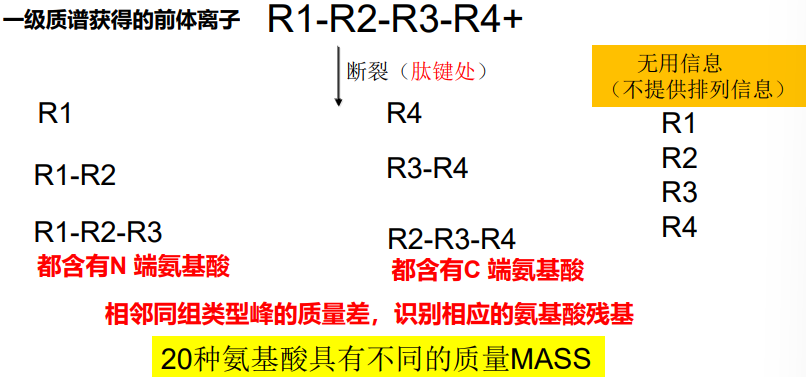 一级质谱获得的前体离子 R1-R2-R3-R4+
断裂（肽键处）
无用信息
（不提供排列信息）
R1
R1-R2
R1-R2-R3
都含有N 端氨基酸
R4
R3-R4
R2-R3-R4
都含有C 端氨基酸
R1
R2
R3
R4
相邻同组类型峰的质量差，识别相应的氨基酸残基
20种氨基酸具有不同的质量MASS